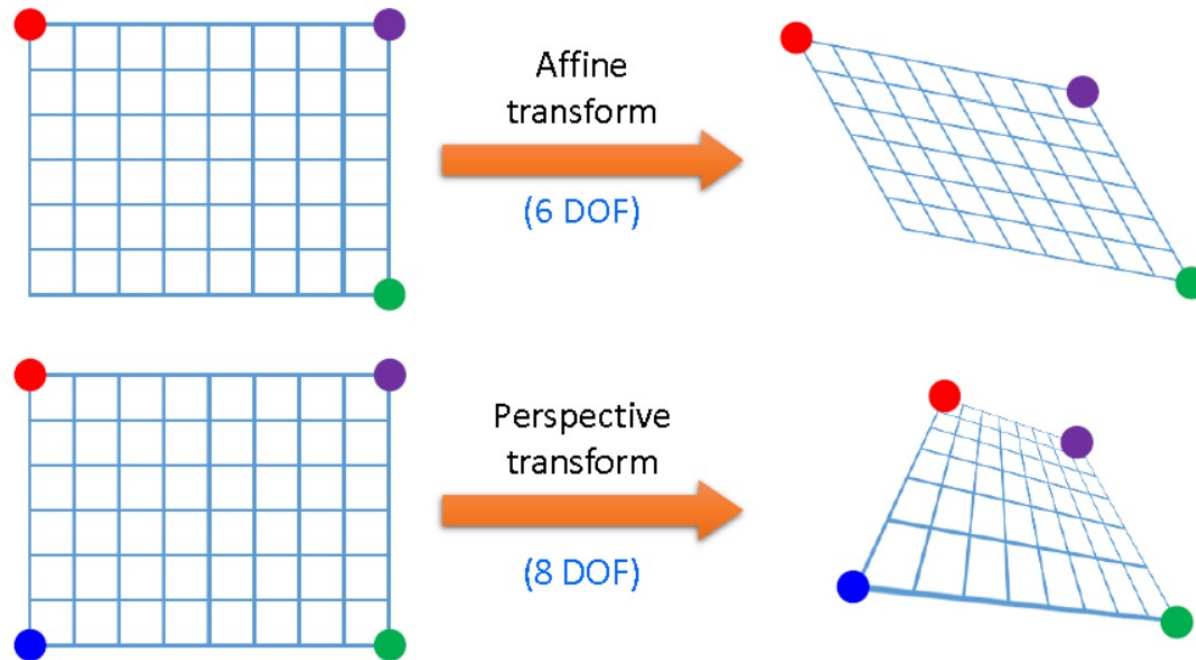 Affine
transform
(6 DOF)
Perspective
transform
(8 DOF)